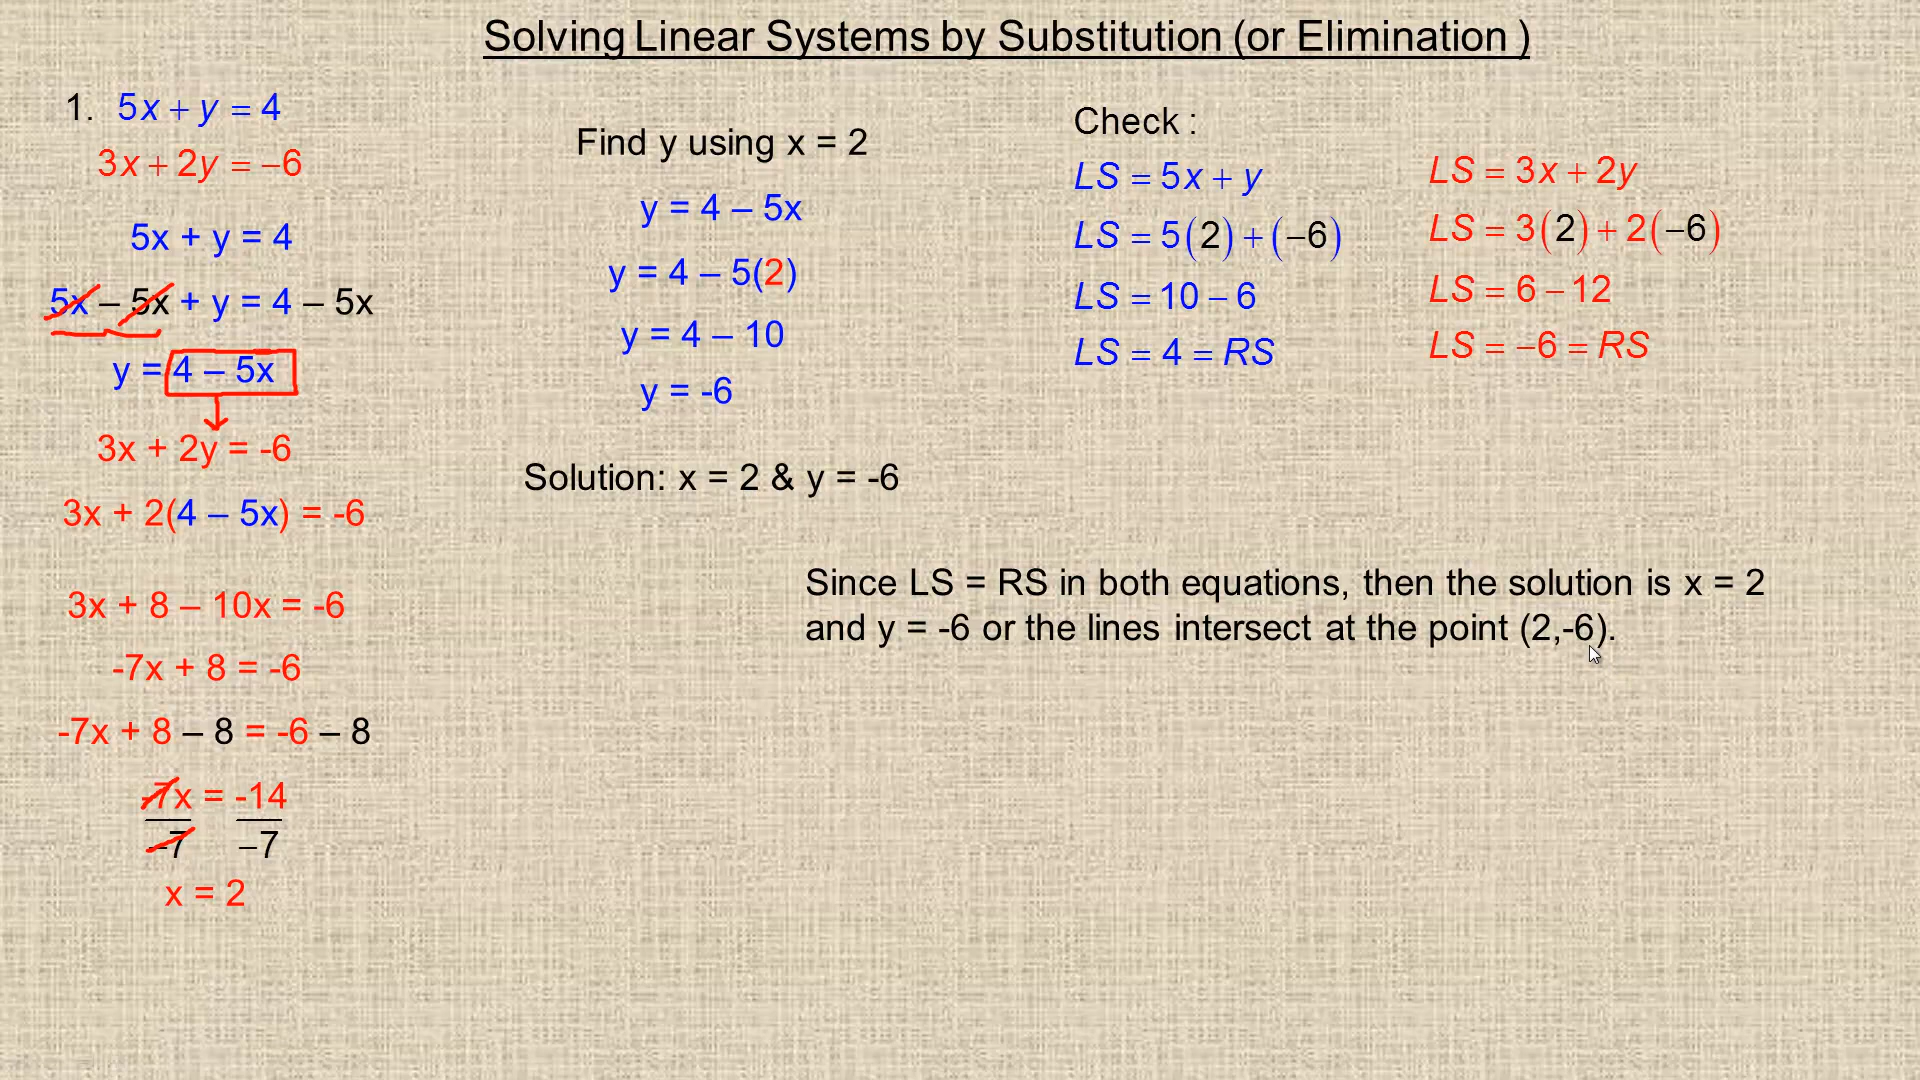 Solving Linear Systems by Substitution (or Elimination )
1. 5x + y = 4
3x + 2y = −6
5x + y = 4
5x – 5x + y = 4 – 5x
y = 4 – 5x
3x + 2y = -6
3x + 2(4 – 5x) = -6
3x + 8 – 10x = -6
-7x + 8 = -6
-7x + 8 – 8 = -6 – 8
-7x = -14
−7 −7
x = 2
Find y using x = 2
y = 4 – 5x
y = 4 – 5(2)
y = 4 – 10
y = -6
Solution: x = 2 & y = -6
Check :
LS = 5x + y
LS = 5(2) + (−6)
LS = 10 − 6
LS = 4 = RS
LS = 3x + 2y
LS = 3(2) + 2(−6)
LS = 6 − 12
LS = −6 = RS
Since LS = RS in both equations, then the solution is x = 2
and y = -6 or the lines intersect at the point (2,-6).